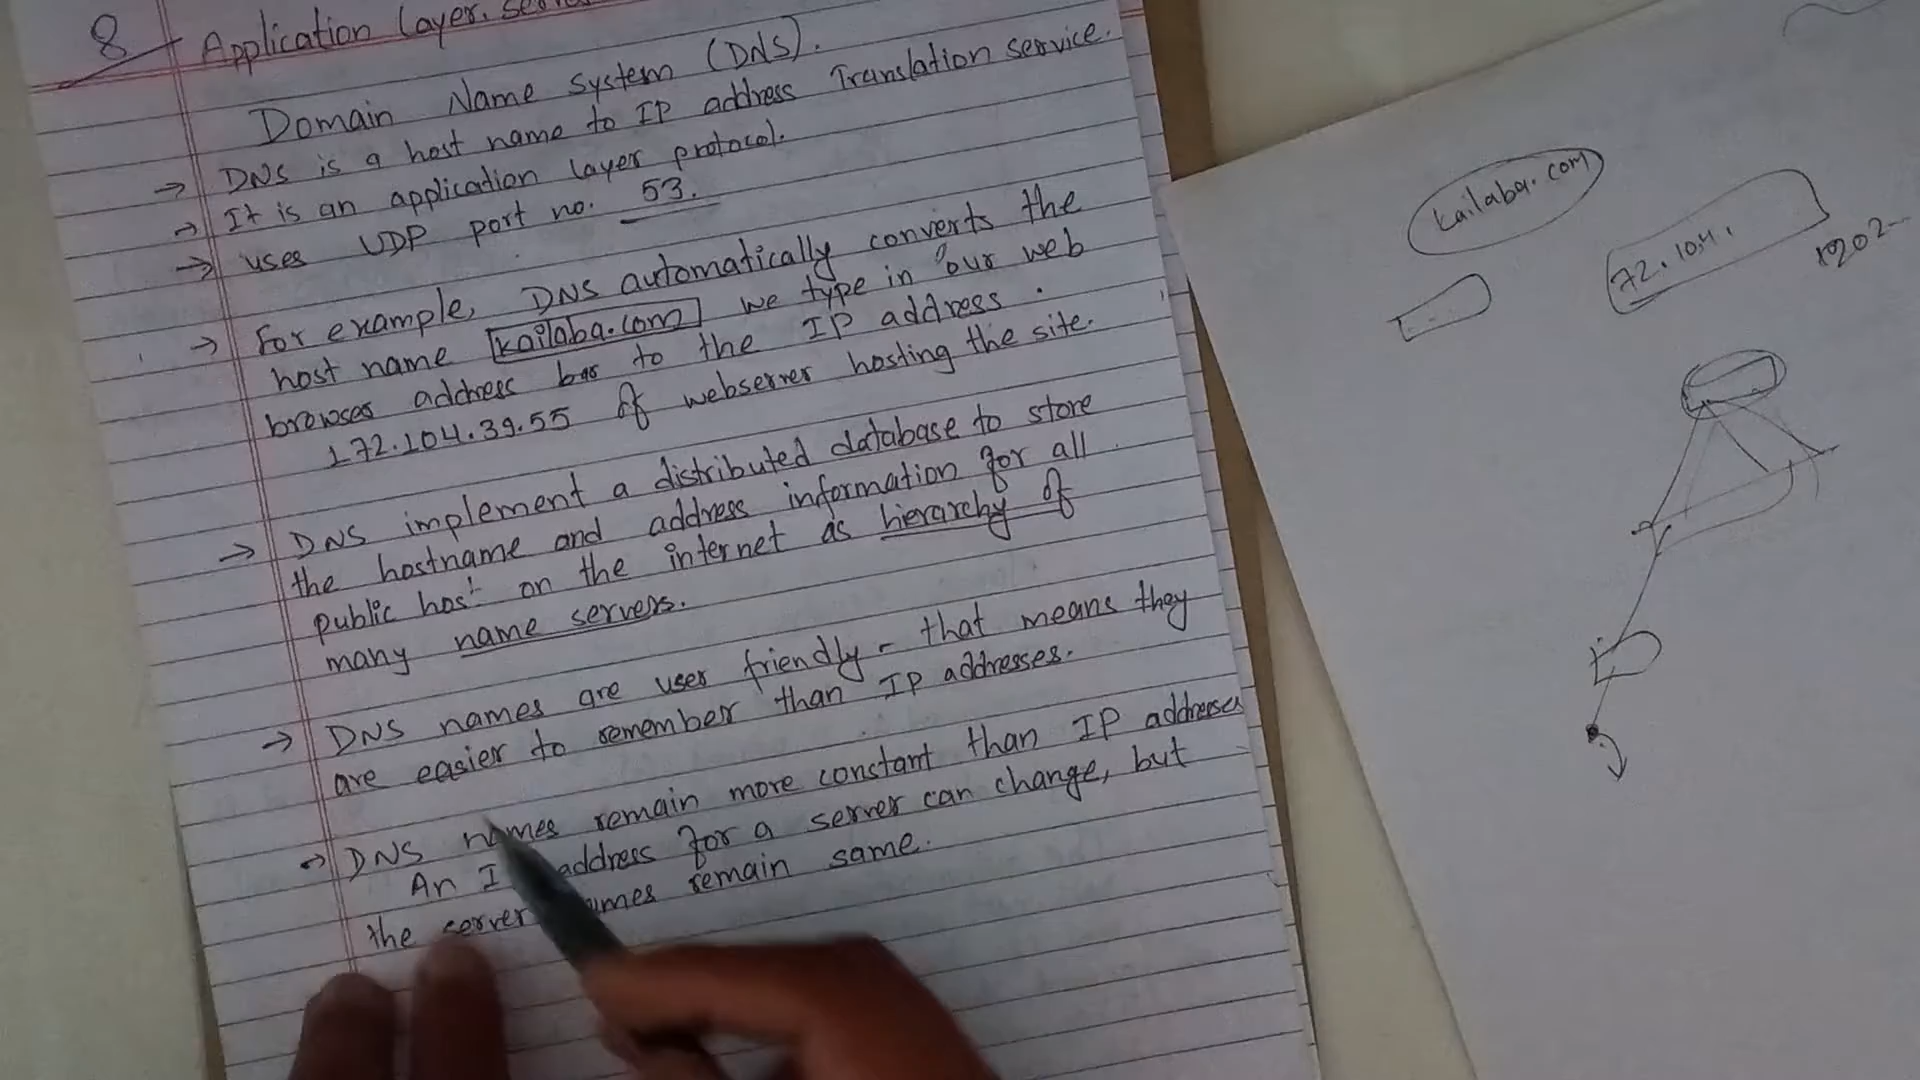 8 Application layer.
Domain Name System (DNS).
→ DNS is a host name to IP address Translation service.
→ It is an application layer protocol.
→ uses UDP port no. 53.
→ For example, DNS automatically converts the
host name kailaba.com we type in our web
browser address bar to the IP address.
172.104.39.55 of webserver hosting the site.
→ DNS implement a distributed database to store
the hostname and address information for all
public host on the internet as hierarchy of
many name servers.
→ DNS names are user friendly - that means they
are easier to remember than IP addresses.
→ DNS names remain more constant than IP addresses
An address for a server can change, but
the server remain same.
kailaba.com
72.104.